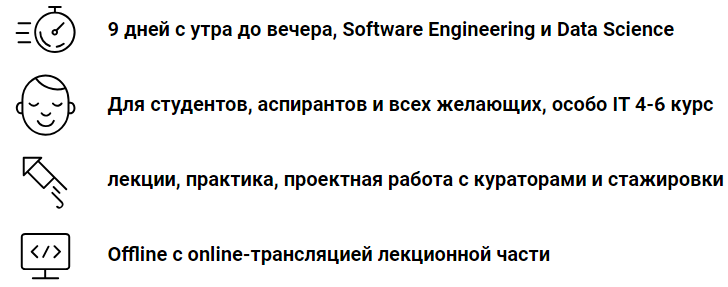 9 дней с утра до вечера, Software Engineering и Data Science
Для студентов, аспирантов и всех желающих, особо IT 4-6 курс
лекции, практика, проектная работа с кураторами и стажировки
Offline с online-трансляцией лекционной части